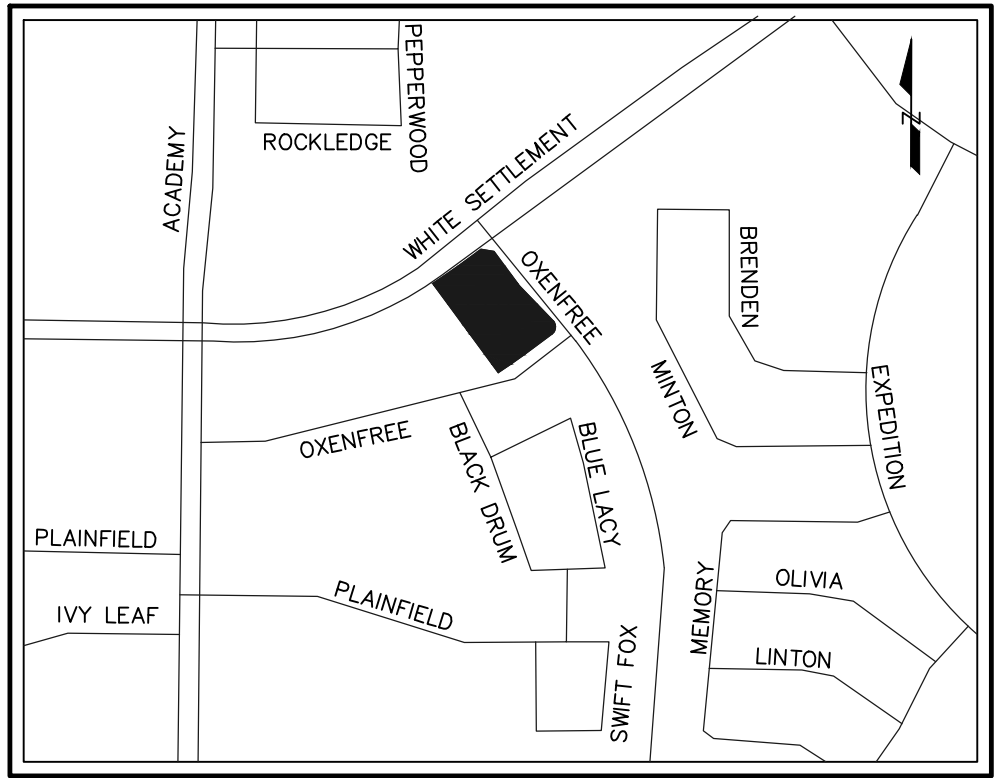 PEPPERWOOD
ROCKLEDGE
ACADEMY
WHITE SETTLEMENT
N
OXENFREE
BRENDEN
MINTON
EXPEDITION
OXENFREE
BLACK DRUM
BLUE LACY
PLAINFIELD
IVY LEAF
PLAINFIELD
MEMORY
OLIVIA
LINTON
SWIFT FOX